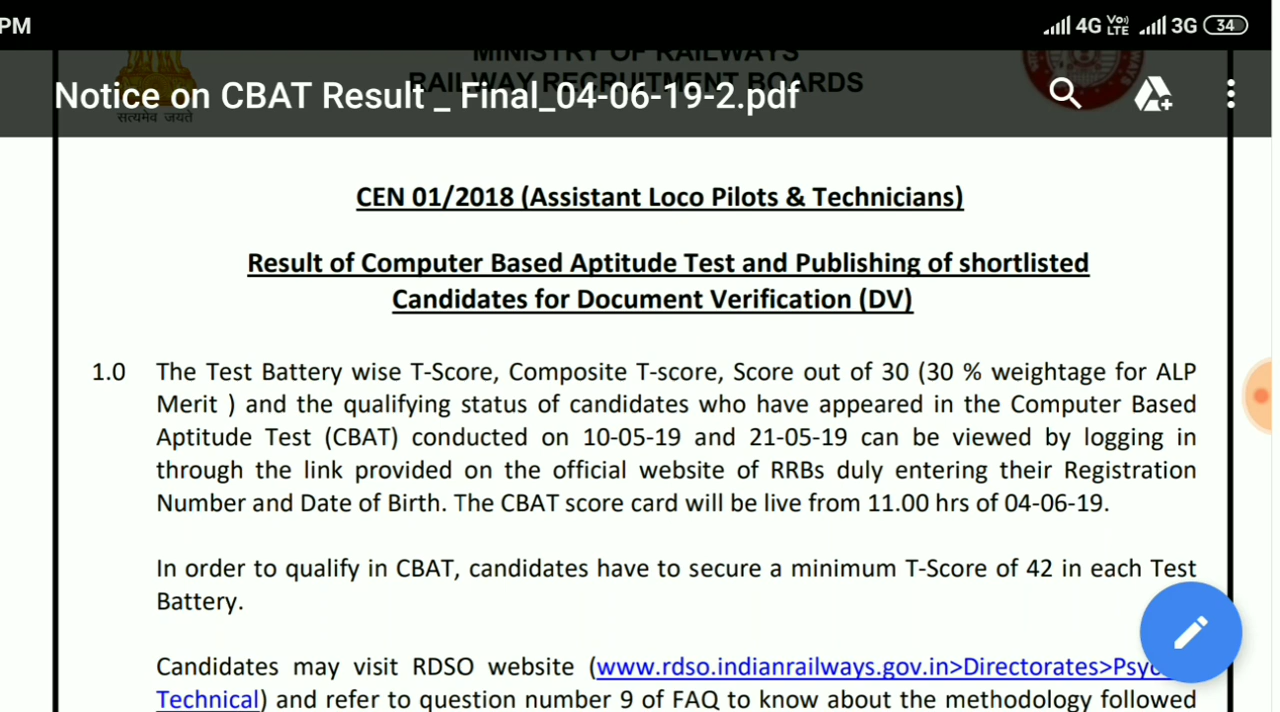 PM 4G Vo) LTE 3G 34
MINISTRY OF RAILWAYS
RAILWAY RECRUITMENT BOARDS
Notice on CBAT Result _ Final_04-06-19-2.pdf
सत्यमेव जयते
CEN 01/2018 (Assistant Loco Pilots & Technicians)
Result of Computer Based Aptitude Test and Publishing of shortlisted
Candidates for Document Verification (DV)
1.0 The Test Battery wise T-Score, Composite T-score, Score out of 30 (30 % weightage for ALP
Merit ) and the qualifying status of candidates who have appeared in the Computer Based
Aptitude Test (CBAT) conducted on 10-05-19 and 21-05-19 can be viewed by logging in
through the link provided on the official website of RRBs duly entering their Registration
Number and Date of Birth. The CBAT score card will be live from 11.00 hrs of 04-06-19.
In order to qualify in CBAT, candidates have to secure a minimum T-Score of 42 in each Test
Battery.
Candidates may visit RDSO website (www.rdso.indianrailways.gov.in>Directorates>Psyc
Technical) and refer to question number 9 of FAQ to know about the methodology followed